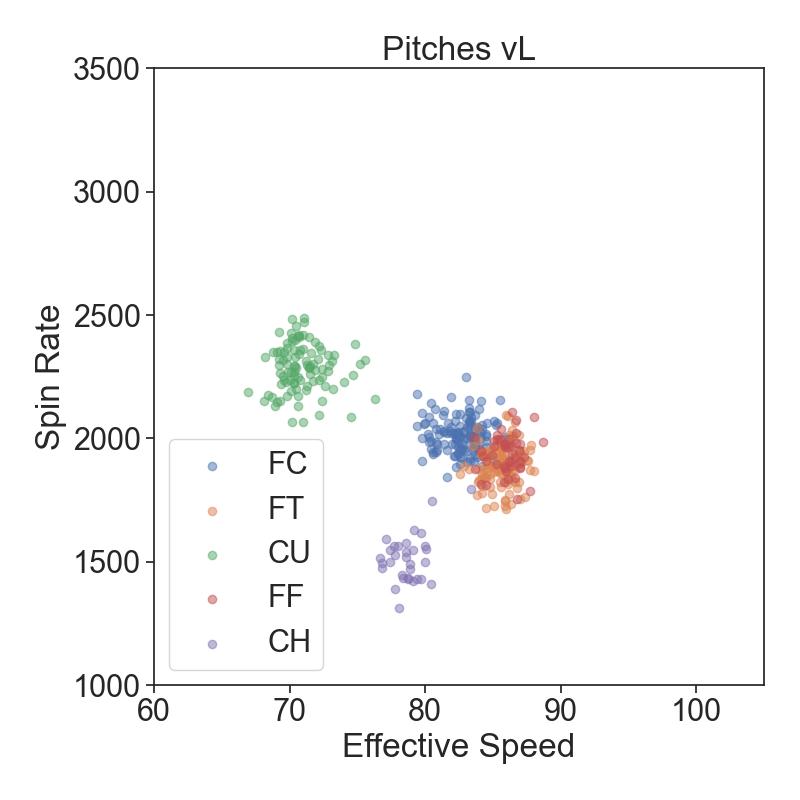 Pitches vL
3500
3000
2500
2000
1500
1000
Spin Rate
FC
FT
CU
FF
CH
60 70 80 90 100
Effective Speed